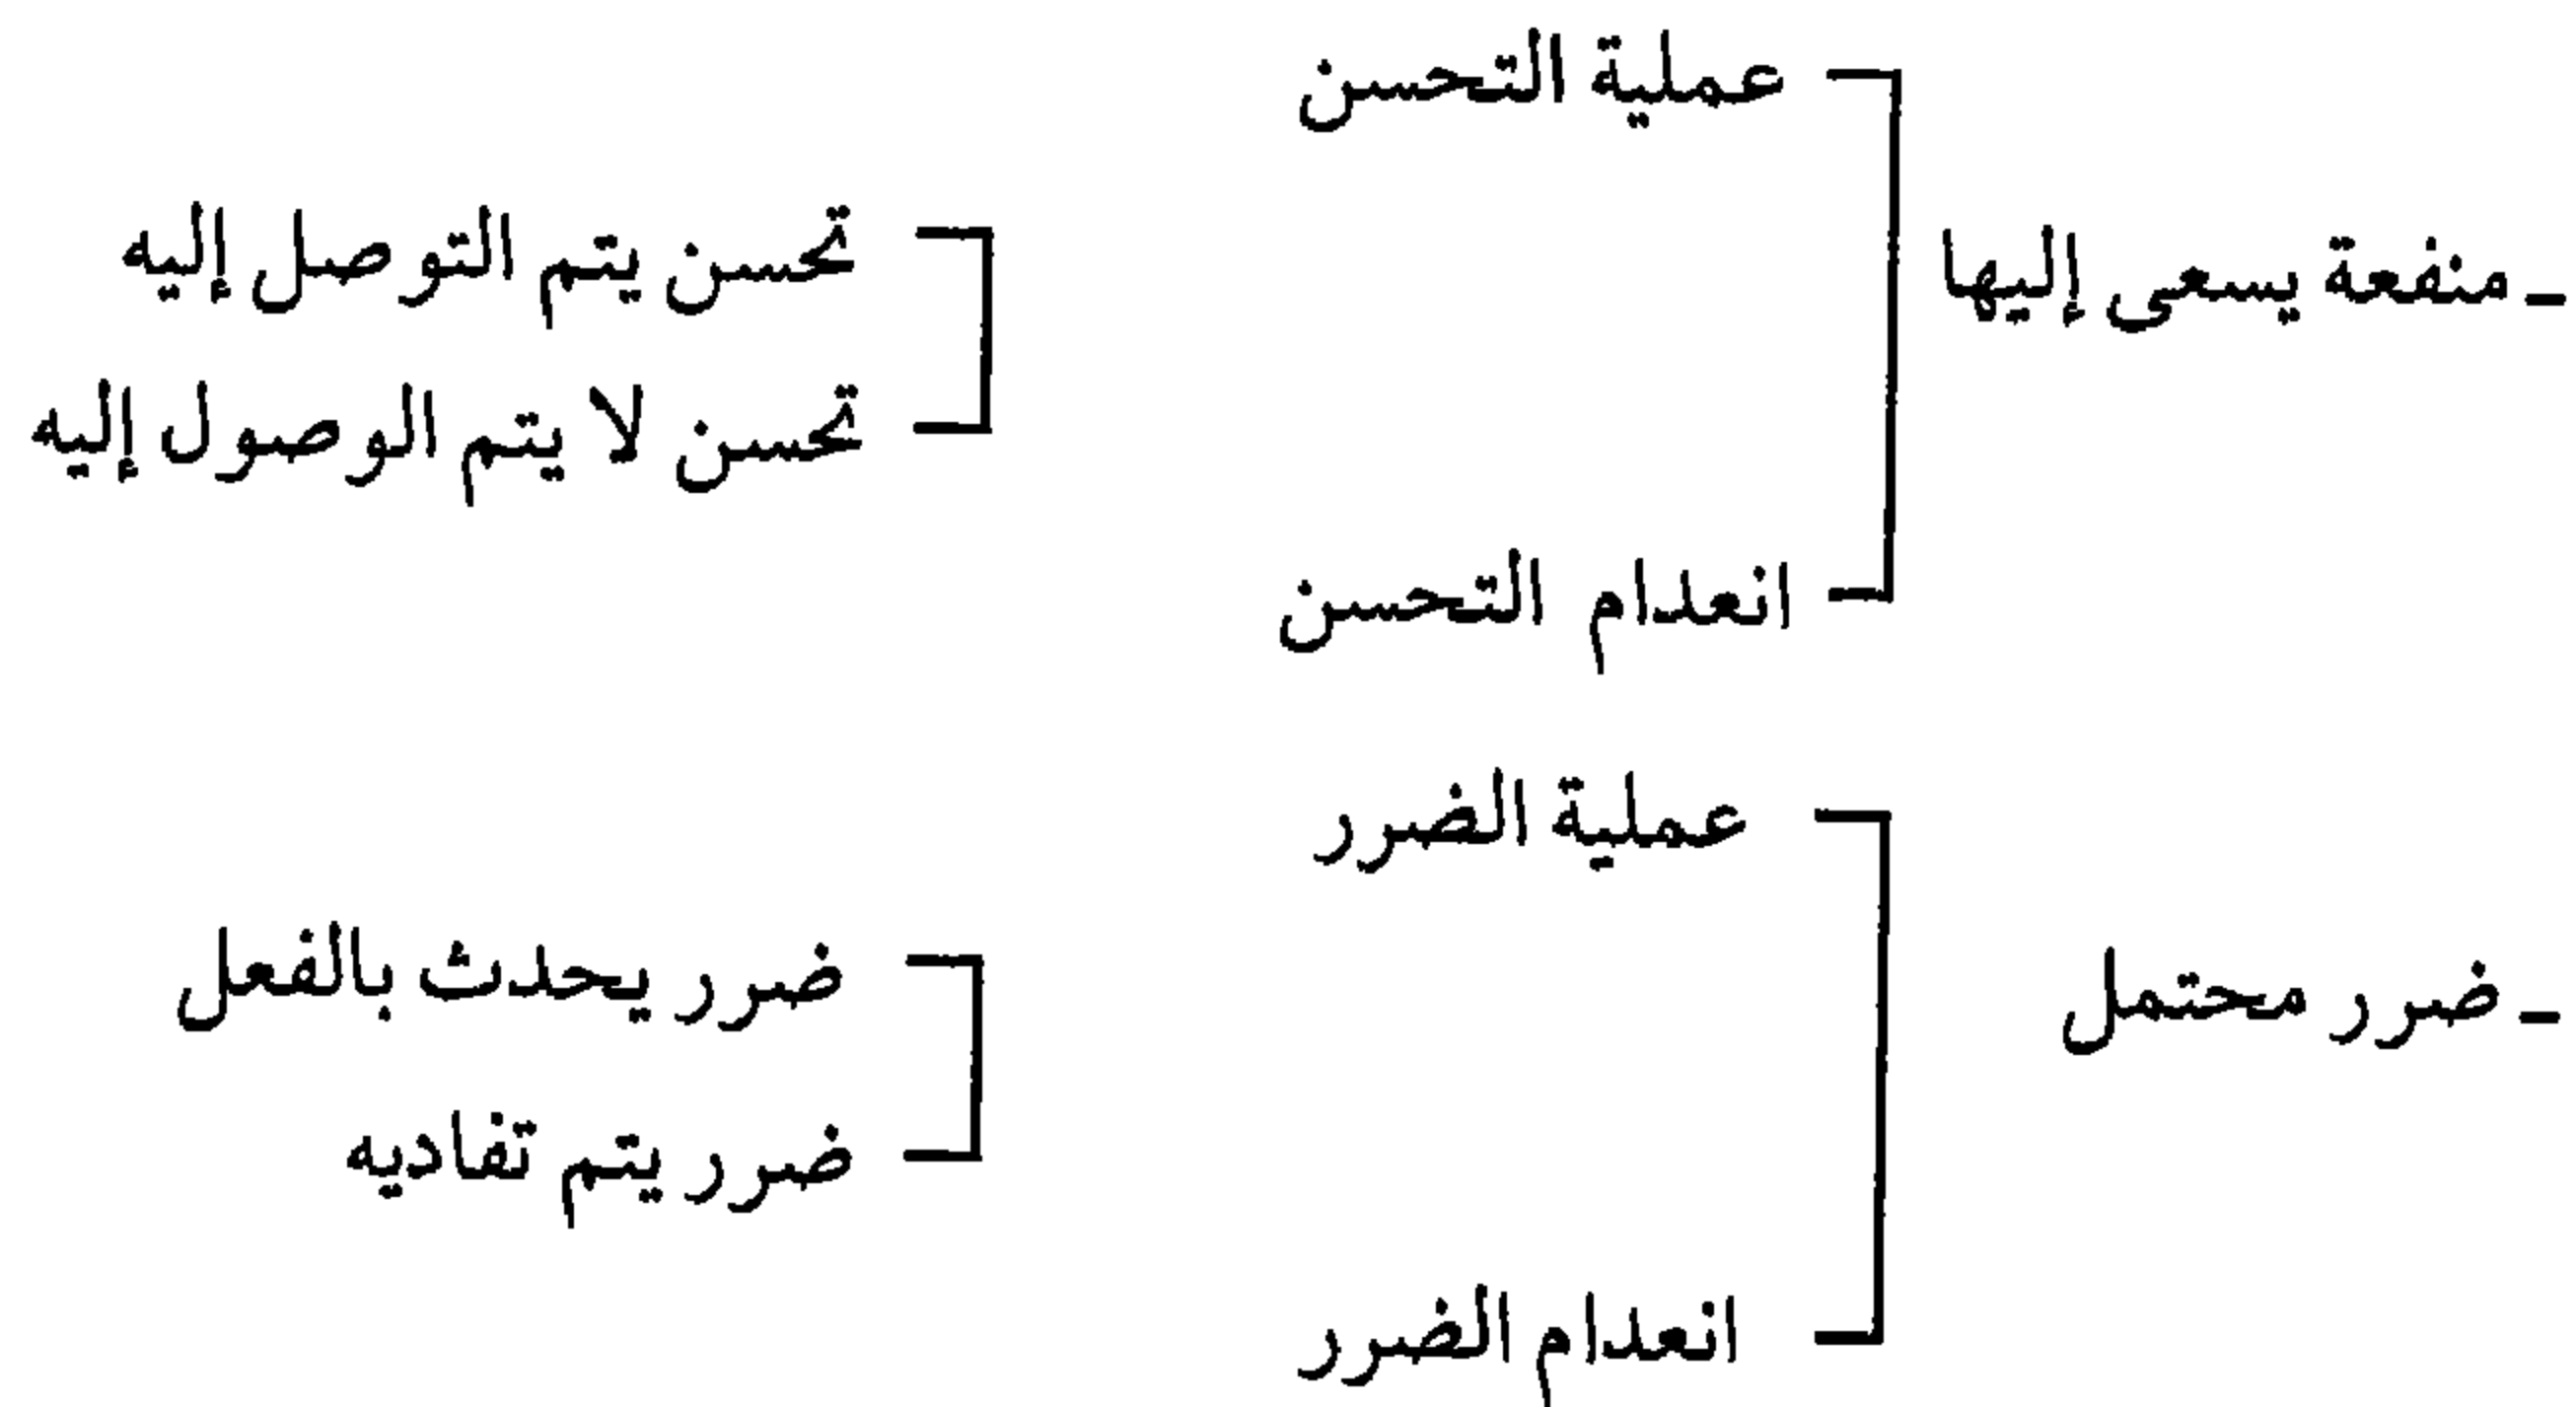 عملية التحسن
ـ منفعة يسعى إليها
تحسن يتم التوصل إليه
تحسن لا يتم الوصول إليه
انعدام التحسن
عملية الضرر
ـ ضرر محتمل
ضرر يحدث بالفعل
ضرر يتم تفاديه
انعدام الضرر